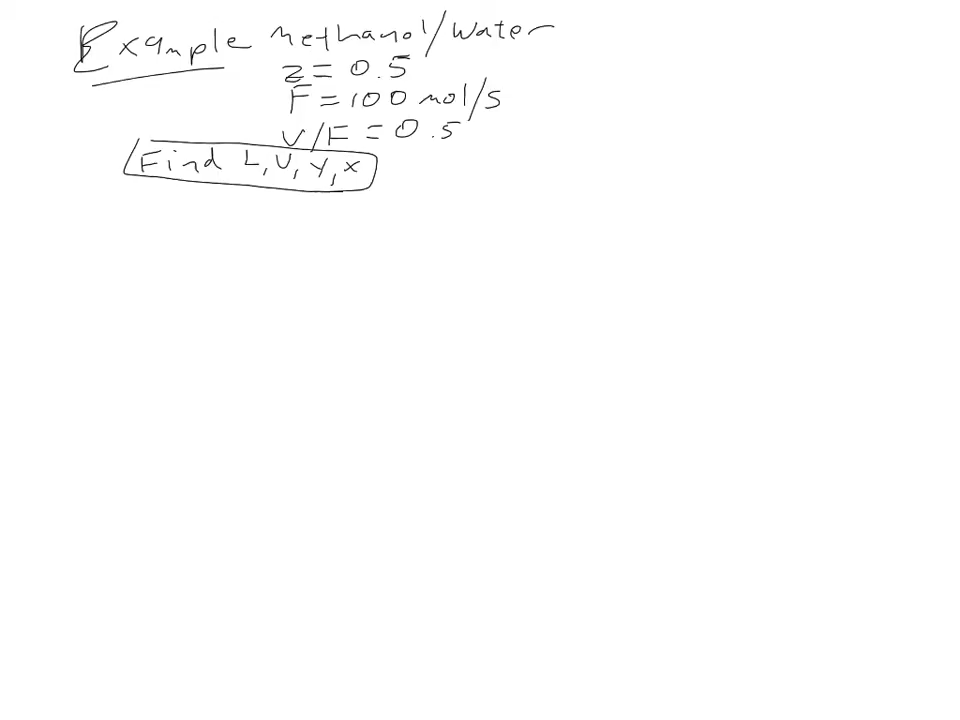 Example Methanol/Water
z = 0.5
F = 100 mol/s
V/F = 0.5
Find L, V, y, x